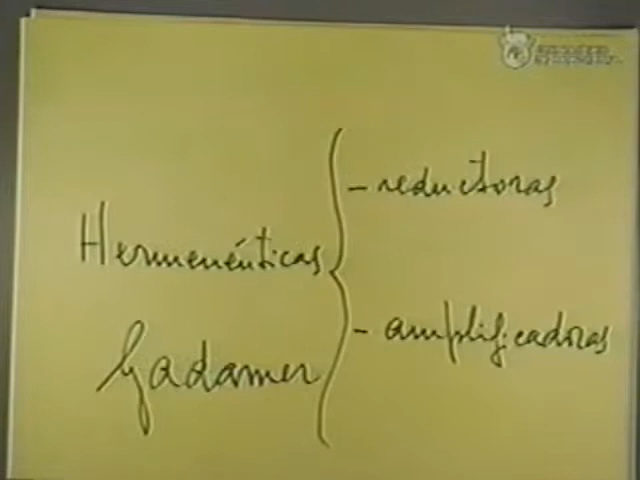 Hermenéuticas
Gadamer
- reductoras
- amplificadoras